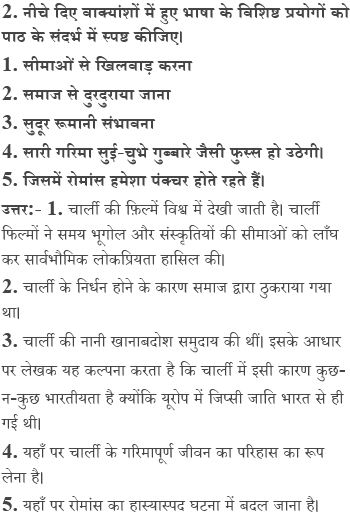 2. नीचे दिए वाक्यांशों में हुए भाषा के विशिष्ट प्रयोगों को
पाठ के संदर्भ में स्पष्ट कीजिए।
1. सीमाओं से खिलवाड़ करना
2. समाज से दुरदुराया जाना
3. सुदूर रूमानी संभावना
4. सारी गरिमा सुई-चुभे गुब्बारे जैसी फुस्स हो उठेगी।
5. जिसमें रोमांस हमेशा पंक्चर होते रहते हैं।
उत्तर:- 1. चार्ली की फ़िल्में विश्व में देखी जाती है। चार्ली
फिल्मों ने समय भूगोल और संस्कृतियों की सीमाओं को लाँघ
कर सार्वभौमिक लोकप्रियता हासिल की।
2. चार्ली के निर्धन होने के कारण समाज द्वारा ठुकराया गया
था।
3. चार्ली की नानी खानाबदोश समुदाय की थीं। इसके आधार
पर लेखक यह कल्पना करता है कि चार्ली में इसी कारण कुछ-
न-कुछ भारतीयता है क्योंकि यूरोप में जिप्सी जाति भारत से ही
गई थी।
4. यहाँ पर चार्ली के गरिमापूर्ण जीवन का परिहास का रूप
लेना है।
5. यहाँ पर रोमांस का हास्यास्पद घटना में बदल जाना है।